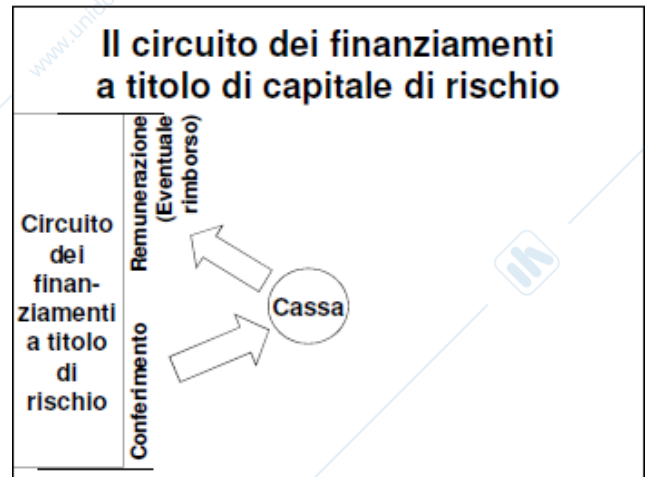 Il circuito dei finanziamenti
a titolo di capitale di rischio
Circuito
dei
finan-
ziamenti
a titolo
di
rischio
Remunerazione
(Eventuale
rimborso)
Conferimento
Cassa